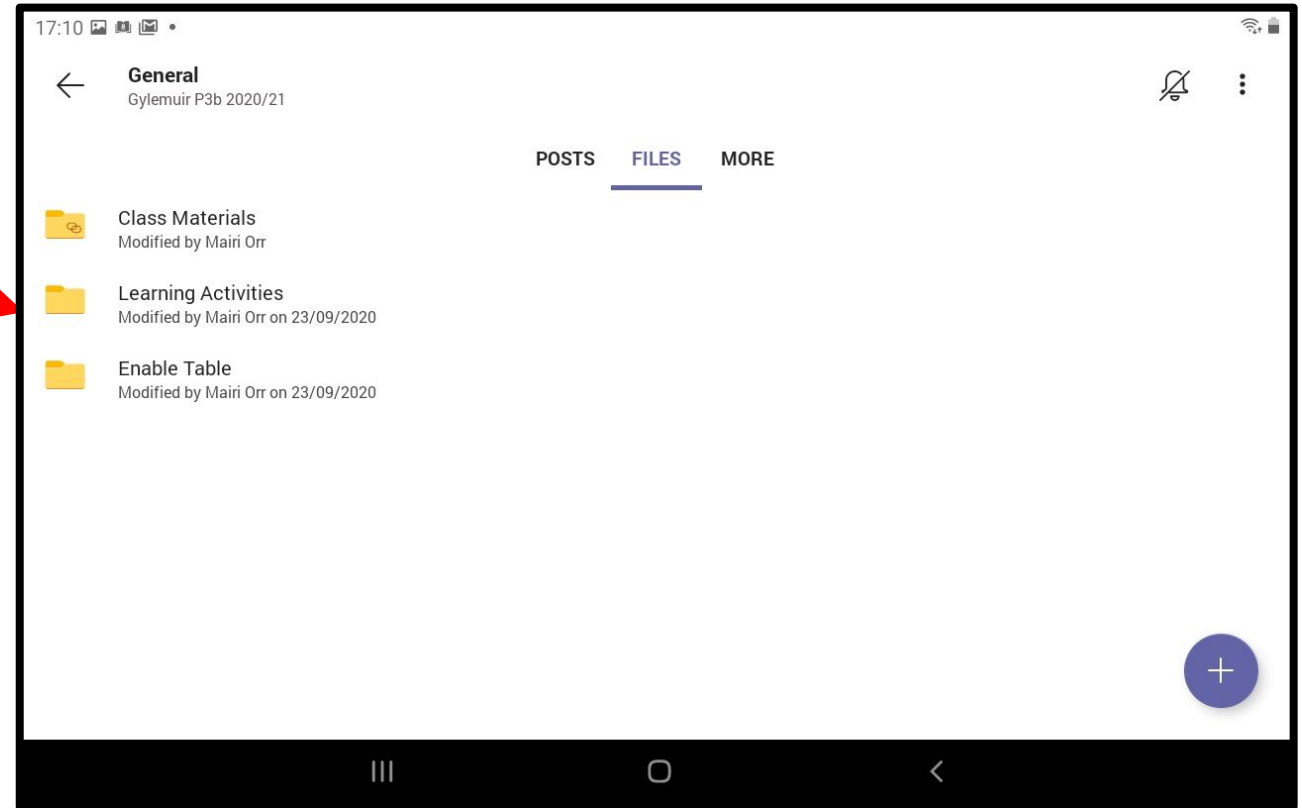 17:10
General
Gylemuir P3b 2020/21
POSTS FILES MORE
Class Materials
Modified by Mairi Orr
Learning Activities
Modified by Mairi Orr on 23/09/2020
Enable Table
Modified by Mairi Orr on 23/09/2020